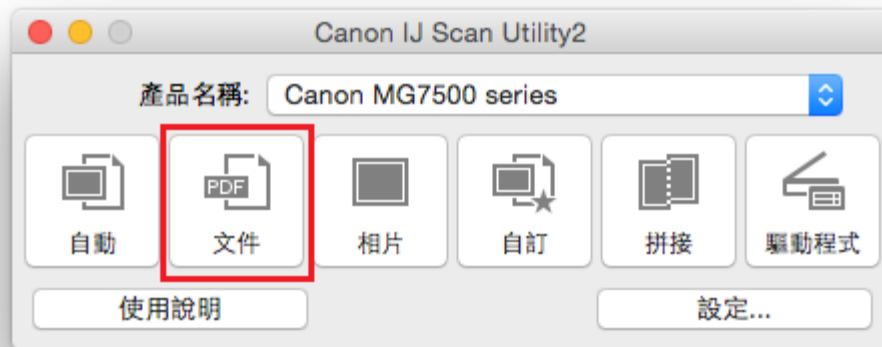 Canon IJ Scan Utility2
產品名稱: Canon MG7500 series
PDF
自動 文件 相片 自訂 拼接 驅動程式
使用說明 設定...